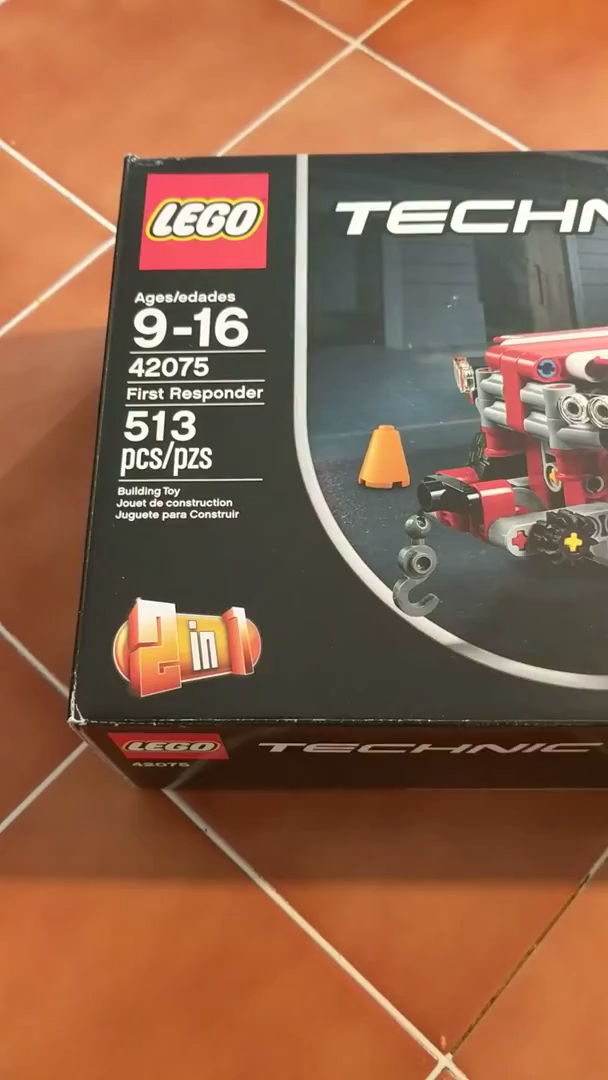 LEGO
TECHN
Ages/edades
9-16
42075
First Responder
513
pcs/pzs
Building Toy
Jouet de construction
Juguete para Construir
2 in 1
LEGO
TECHNIC
42075